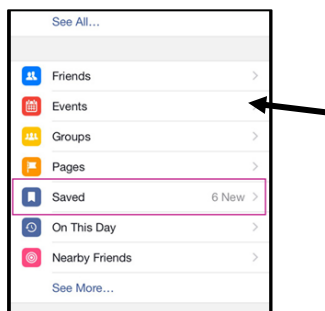 See All...
Friends
Events
Groups
Pages
Saved 6 New
On This Day
Nearby Friends
See More...